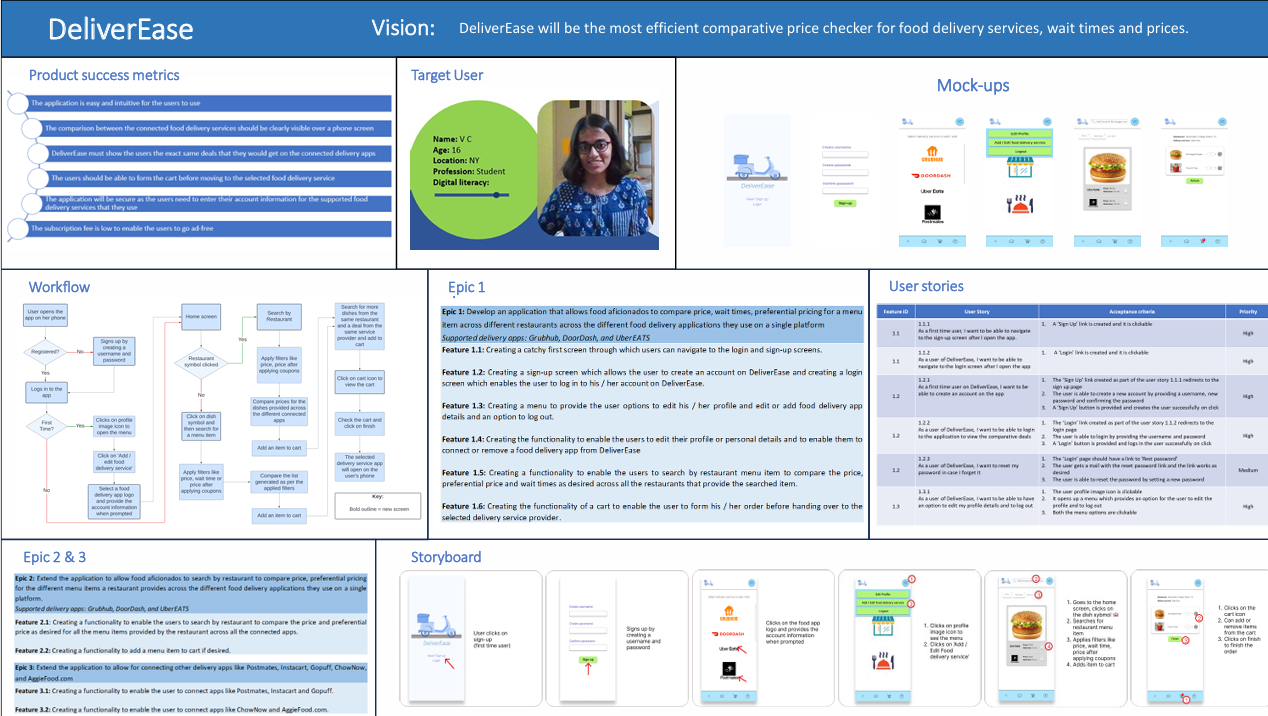 DeliverEase
Vision:
DeliverEase will be the most efficient comparative price checker for food delivery services, wait times and prices.
Product success metrics
The application is easy and intuitive for the users to use
The comparison between the connected food delivery services should be clearly visible over a phone screen
DeliverEase must show the users the exact same deals that they would get on the connected delivery apps
The users should be able to form the cart before moving to the selected food delivery service
The application will be secure as the users need to enter their account information for the supported food
delivery services that they use
The subscription fee is low to enable the users to go ad-free
Target User
Name: V C
Age: 16
Location: NY
Profession: Student
Digital literacy:
Mock-ups
DeliverEase
Create username
Create password
Confirm password
Sign-up
GRUBHUB
DOORDASH
Uber Eats
Postmates
Edit Profile
Add / Edit food delivery service
Logout
Workflow
User opens
the app on her phone
Registered?
No
Signs up by
creating a
username and
password
Yes
Logs in to the
app
First
Time?
Yes
Clicks on profile
image icon to
open the menu
Click on 'Add /
edit food
delivery service'
No
Select a food
delivery app logo
and provide the
account information
when prompted
Home screen
Restaurant
symbol clicked
Yes
No
Click on dish
symbol and
then search for
a menu item
Apply filters like
price, wait time or
price after
applying coupons
Search by
Restaurant
Apply filters like
price, price after
applying
coupons
Compare prices for the
dishes provided across
the different connected
apps
Add an item to cart
Compare the list
generated as per the
applied filters
Add an item to cart
Search for more
dishes from the
same restaurant
and a deal from the
same service
provider and add to
cart
Click on cart icon to
view the cart
Check the cart and
click on finish
The selected
delivery service app
will open on the
user's phone
Key:
Bold outline = new screen
Epic 1
Epic 1: Develop an application that allows food aficionados to compare price, wait times, preferential pricing for a menu
item across different restaurants across the different food delivery applications they use on a single platform
Supported delivery apps: Grubhub, DoorDash, and UberEATS
Feature 1.1: Creating a catchy first screen through which users can navigate to the login and sign-up screens.
Feature 1.2: Creating a sign-up screen which allows the user to create an account on DeliverEase and creating a login
screen which enables the user to log in to his / her account on DeliverEase.
Feature 1.3: Creating a menu to provide the user options to edit his / her profile and edit or add food delivery app
details and an option to log out.
Feature 1.4: Creating the functionality to enable the users to edit their profile or personal details and to enable them to
connect or remove a food delivery app from DeliverEase
Feature 1.5: Creating a functionality to enable the users to search by restaurant menu item to compare the price,
preferential price and wait times as desired across all the restaurants that provide the searched item.
Feature 1.6: Creating the functionality of a cart to enable the user to form his / her order before handing over to the
selected delivery service provider.
User stories
Feature ID User Story Acceptance criteria Priority
1.1
1.1.1
As a first time user, I want to be able to navigate
to the sign-up screen after I open the app.
1. A 'Sign Up' link is created and it is clickable
High
1.1
1.1.2
As a user of DeliverEase, I want to be able to
navigate to the login screen after I open the app
1. A 'Login' link is created and it is clickable
High
1.2
1.2.1
As a first time user on DeliverEase, I want to be
able to create an account on the app
1. The 'Sign Up' link created as part of the user story 1.1.1 redirects to the
sign up page
2. The user is able to create a new account by providing a username, new
password and confirming the password
3. A 'Sign Up' button is provided and creates the user successfully on click
High
1.2
1.2.2
As a user of DeliverEase, I want to be able to login
to the application to view the comparative deals
1. The 'Login' link created as part of the user story 1.1.2 redirects to the
login page
2. The user is able to login by providing the username and password
3. A 'Login' button is provided and logs in the user successfully on click
High
1.2
1.2.3
As a user of DeliverEase, I want to reset my
password in case I forget it
1. The 'Login' page should have a link to 'Reset password'
2. The user gets a mail with the reset password link and the link works as
desired
3. The user is able to reset the password by setting a new password
Medium
1.3
1.3.1
As a user of DeliverEase, I want to be able to have
an option to edit my profile details and to log out
1. The user profile image icon is clickable
2. It opens up a menu which provides an option for the user to edit the
profile and to log out
3. Both the menu options are clickable
High
Epic 2 & 3
Epic 2: Extend the application to allow food aficionados to search by restaurant to compare price, preferential pricing
for the different menu items a restaurant provides across the different food delivery applications they use on a single
platform.
Supported delivery apps: Grubhub, DoorDash, and UberEATS
Feature 2.1: Creating a functionality to enable the users to search by restaurant to compare the price and preferential
price as desired for all the menu items provided by the restaurant across all the connected apps.
Feature 2.2: Creating a functionality to add a menu item to cart if desired.
Epic 3: Extend the application to allow for connecting other delivery apps like Postmates, Instacart, Gopuff, ChowNow,
and AggieFood.com
Feature 3.1: Creating a functionality to enable the user to connect apps like Postmates, Instacart and Gopuff.
Feature 3.2: Creating a functionality to enable the user to connect apps like ChowNow and AggieFood.com.
Storyboard
DeliverEase
User clicks on
sign-up
(first time user)
Create username
Create password
Confirm password
Sign up
Signs up by
creating a
username and
password
GRUBHUB
DOORDASH
Uber Eats
Postmates
Clicks on the food
app logo and
provides the
account information
when prompted
Edit Profile
Add / Edit food delivery service
Logout
1. Clicks on profile
image icon to
see the menu
2. Clicks on 'Add /
Edit Food
delivery service'
1. Goes to the home
screen, clicks on
the dish symbol
2. Searches for
restaurant menu
item
3. Applies filters like
price, wait time,
price after
applying coupons
4. Adds item to cart
1. Clicks on the
cart icon
2. Can add or
remove items
from the cart
3. Clicks on finish
to finish the
order